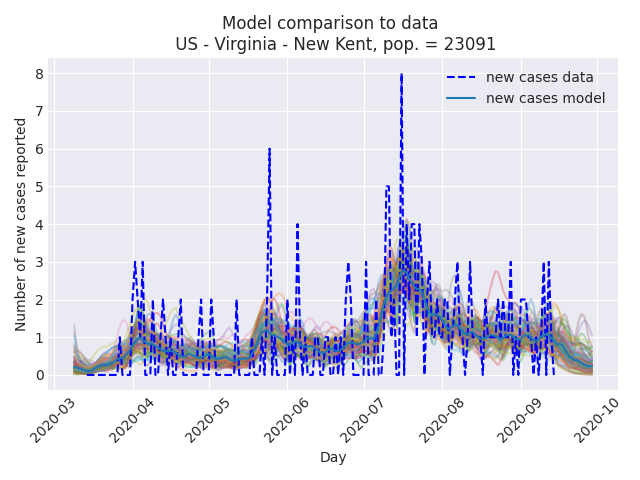 Model comparison to data
US - Virginia - New Kent, pop. = 23091
new cases data
new cases model
Number of new cases reported
8
7
6
5
4
3
2
1
0
2020-03
2020-04
2020-05
2020-06
2020-07
2020-08
2020-09
2020-10
Day